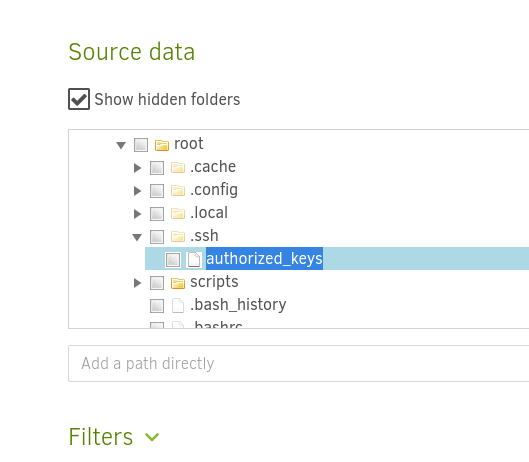 Source data
Show hidden folders
root
.cache
.config
.local
.ssh
authorized_keys
scripts
.bash_history
.bashrc
Add a path directly
Filters